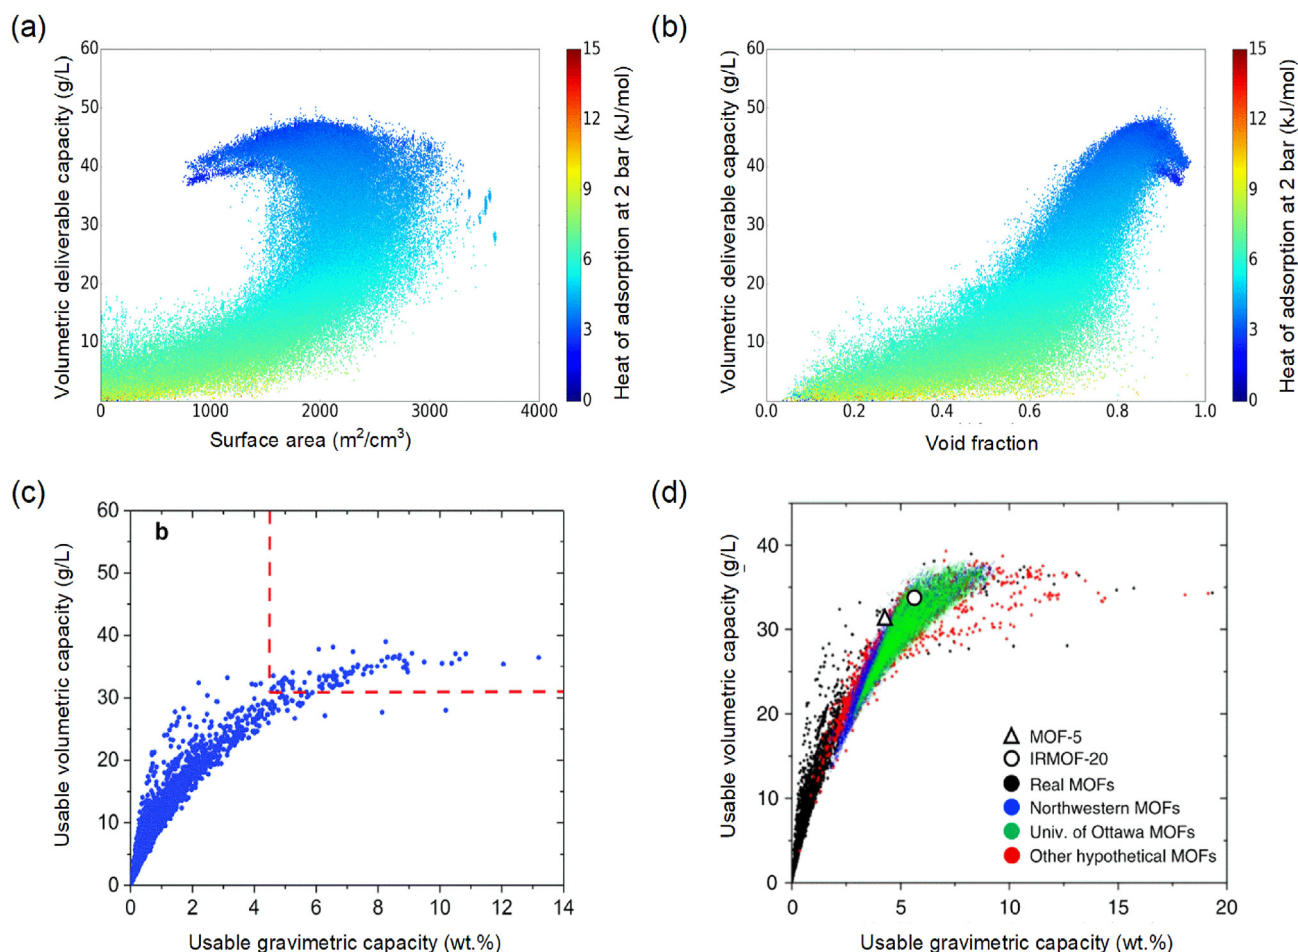 (a)
Volumetric deliverable capacity (g/L)
60
50
40
30
20
10
0
1000
2000
3000
4000
Surface area (m²/cm³)
15
12
9
6
3
0
Heat of adsorption at 2 bar (kJ/mol)
(b)
Volumetric deliverable capacity (g/L)
60
50
40
30
20
10
0.0
0.2
0.4
0.6
0.8
1.0
Void fraction
15
12
9
6
3
0
Heat of adsorption at 2 bar (kJ/mol)
(c)
b
Usable volumetric capacity (g/L)
60
50
40
30
20
10
0
0
2
4
6
8
10
12
14
Usable gravimetric capacity (wt.%)
(d)
Usable volumetric capacity (g/L)
40
30
20
10
0
0
5
10
15
20
Usable gravimetric capacity (wt.%)
MOF-5
IRMOF-20
Real MOFs
Northwestern MOFs
Univ. of Ottawa MOFs
Other hypothetical MOFs